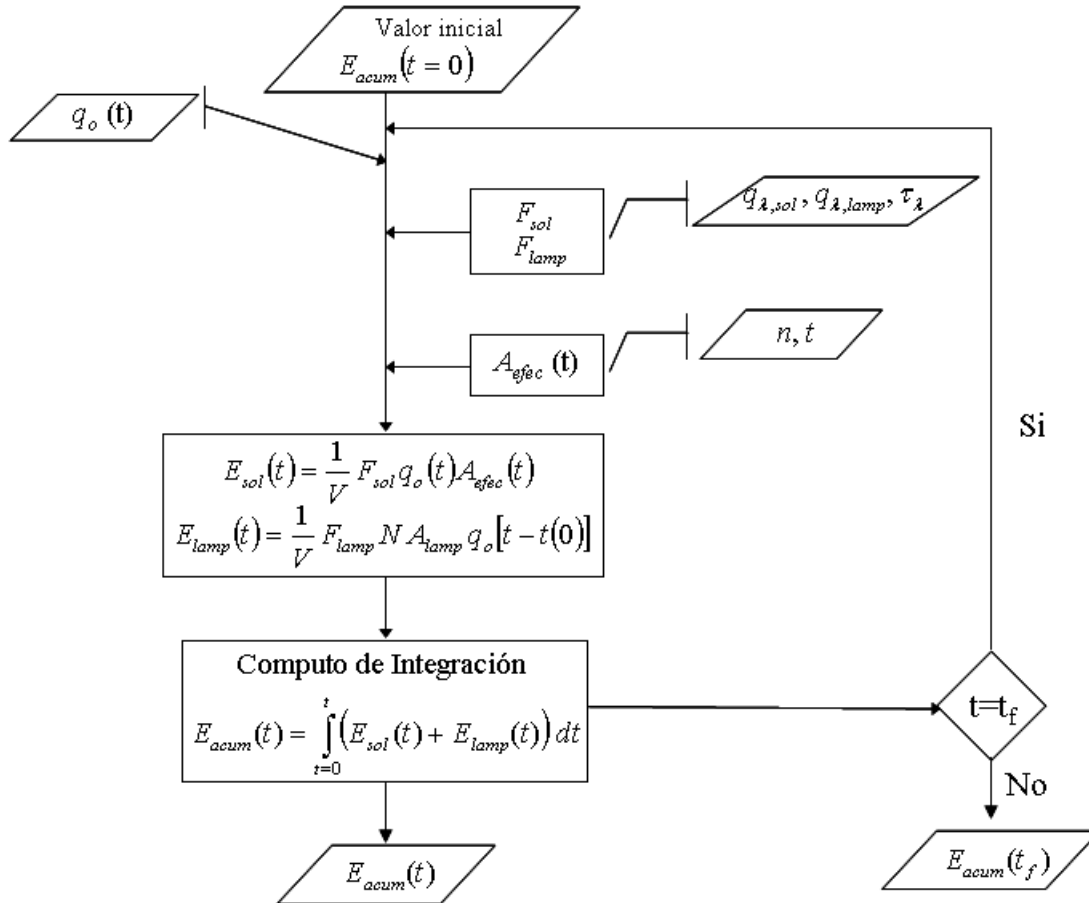 Valor inicial
E_acum(t = 0)
q_o (t)
q_λ,sol, q_λ,lamp, τ_λ
F_sol
F_lamp
n, t
A_efec (t)
Si
E_sol(t) = 1/V F_sol q_o(t) A_efec(t)
E_lamp(t) = 1/V F_lamp N A_lamp q_o[t − t(0)]
Computo de Integración
E_acum(t) = ∫_{t=0}^{t} (E_sol(t) + E_lamp(t)) dt
t=t_f
No
E_acum(t)
E_acum(t_f)